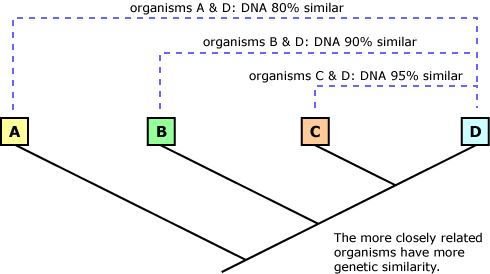 organisms A & D: DNA 80% similar
organisms B & D: DNA 90% similar
organisms C & D: DNA 95% similar
A B C D
The more closely related
organisms have more
genetic similarity.